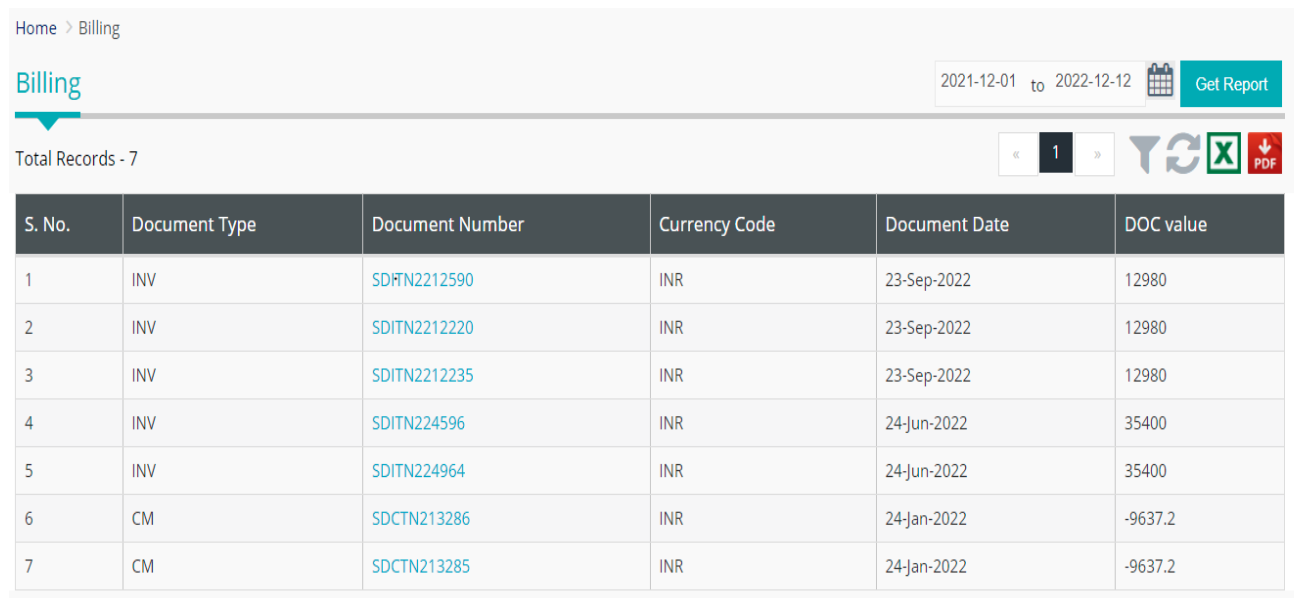 Home > Billing
Billing
2021-12-01 to 2022-12-12 Get Report
Total Records - 7
« 1 » PDF
S. No. Document Type Document Number Currency Code Document Date DOC value
1 INV SDITN2212590 INR 23-Sep-2022 12980
2 INV SDITN2212220 INR 23-Sep-2022 12980
3 INV SDITN2212235 INR 23-Sep-2022 12980
4 INV SDITN224596 INR 24-Jun-2022 35400
5 INV SDITN224964 INR 24-Jun-2022 35400
6 CM SDCTN213286 INR 24-Jan-2022 -9637.2
7 CM SDCTN213285 INR 24-Jan-2022 -9637.2